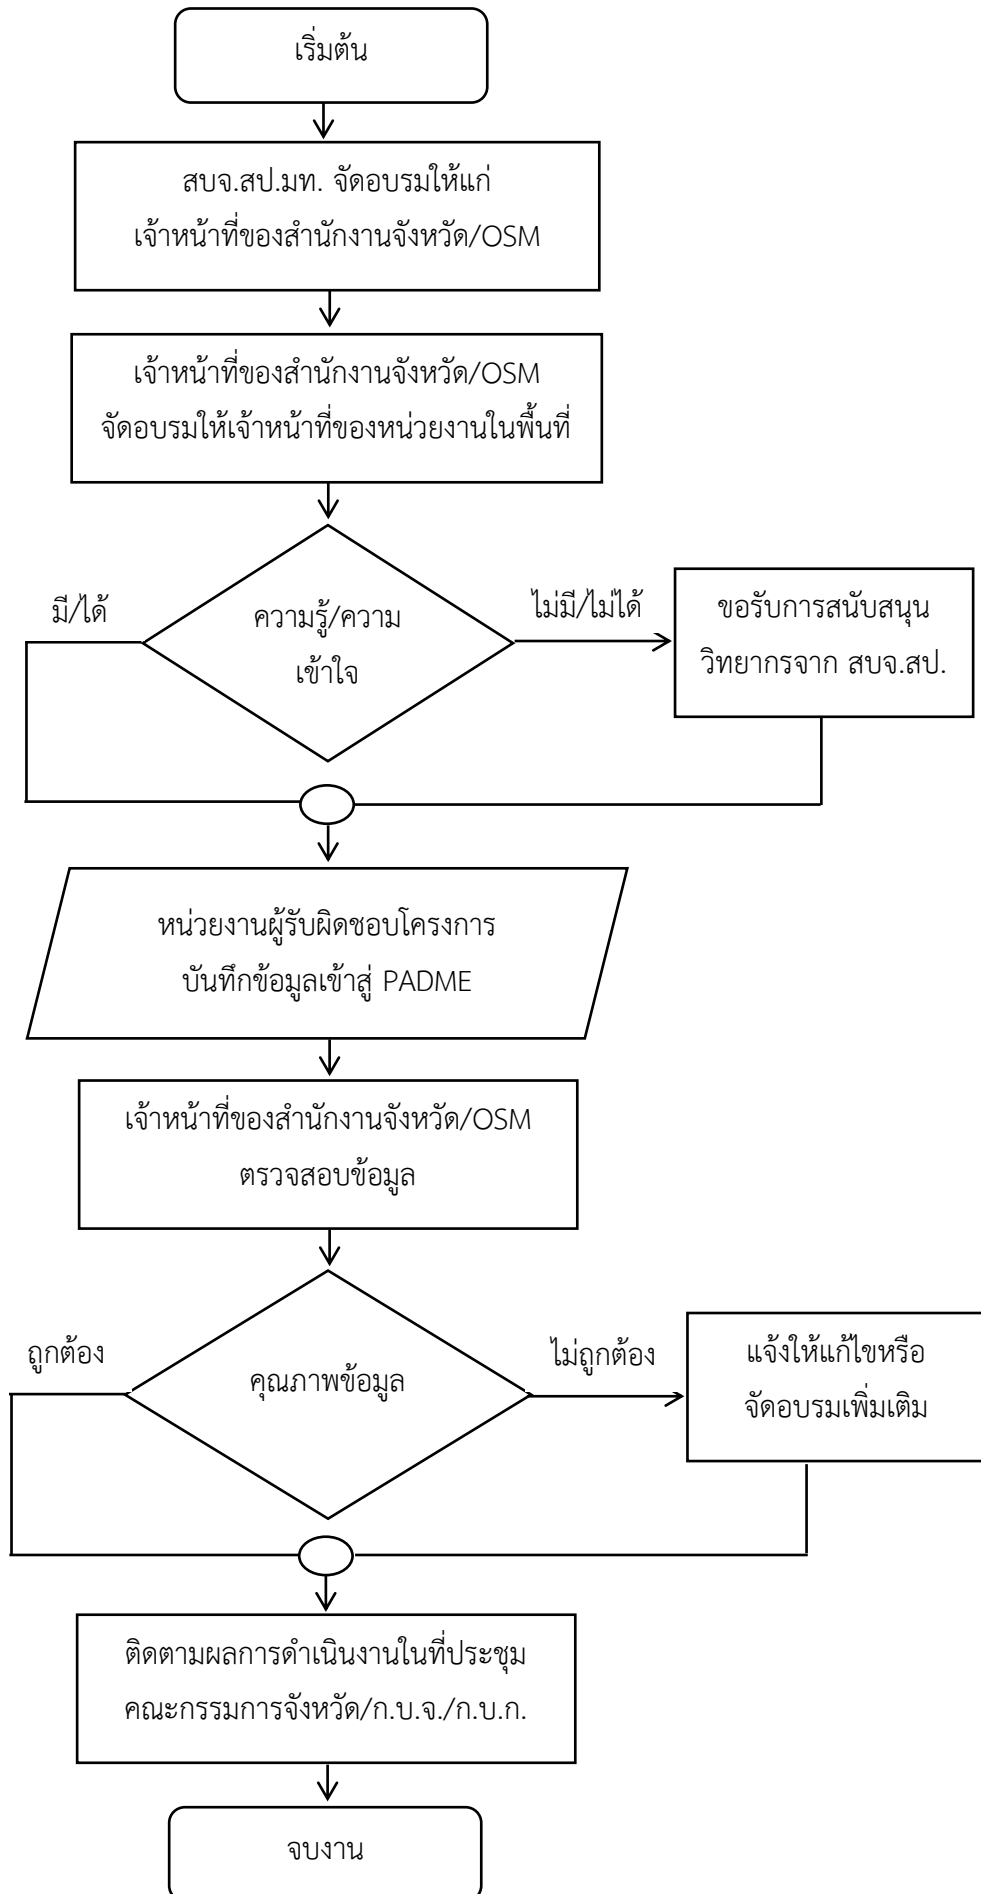 เริ่มต้น
สบจ.สป.มท. จัดอบรมให้แก่
เจ้าหน้าที่ของสำนักงานจังหวัด/OSM
เจ้าหน้าที่ของสำนักงานจังหวัด/OSM
จัดอบรมให้เจ้าหน้าที่ของหน่วยงานในพื้นที่
มี/ได้
ความรู้/ความ
เข้าใจ
ไม่มี/ไม่ได้
ขอรับการสนับสนุน
วิทยากรจาก สบจ.สป.
หน่วยงานผู้รับผิดชอบโครงการ
บันทึกข้อมูลเข้าสู่ PADME
เจ้าหน้าที่ของสำนักงานจังหวัด/OSM
ตรวจสอบข้อมูล
ถูกต้อง
คุณภาพข้อมูล
ไม่ถูกต้อง
แจ้งให้แก้ไขหรือ
จัดอบรมเพิ่มเติม
ติดตามผลการดำเนินงานในที่ประชุม
คณะกรรมการจังหวัด/ก.บ.จ./ก.บ.ก.
จบงาน